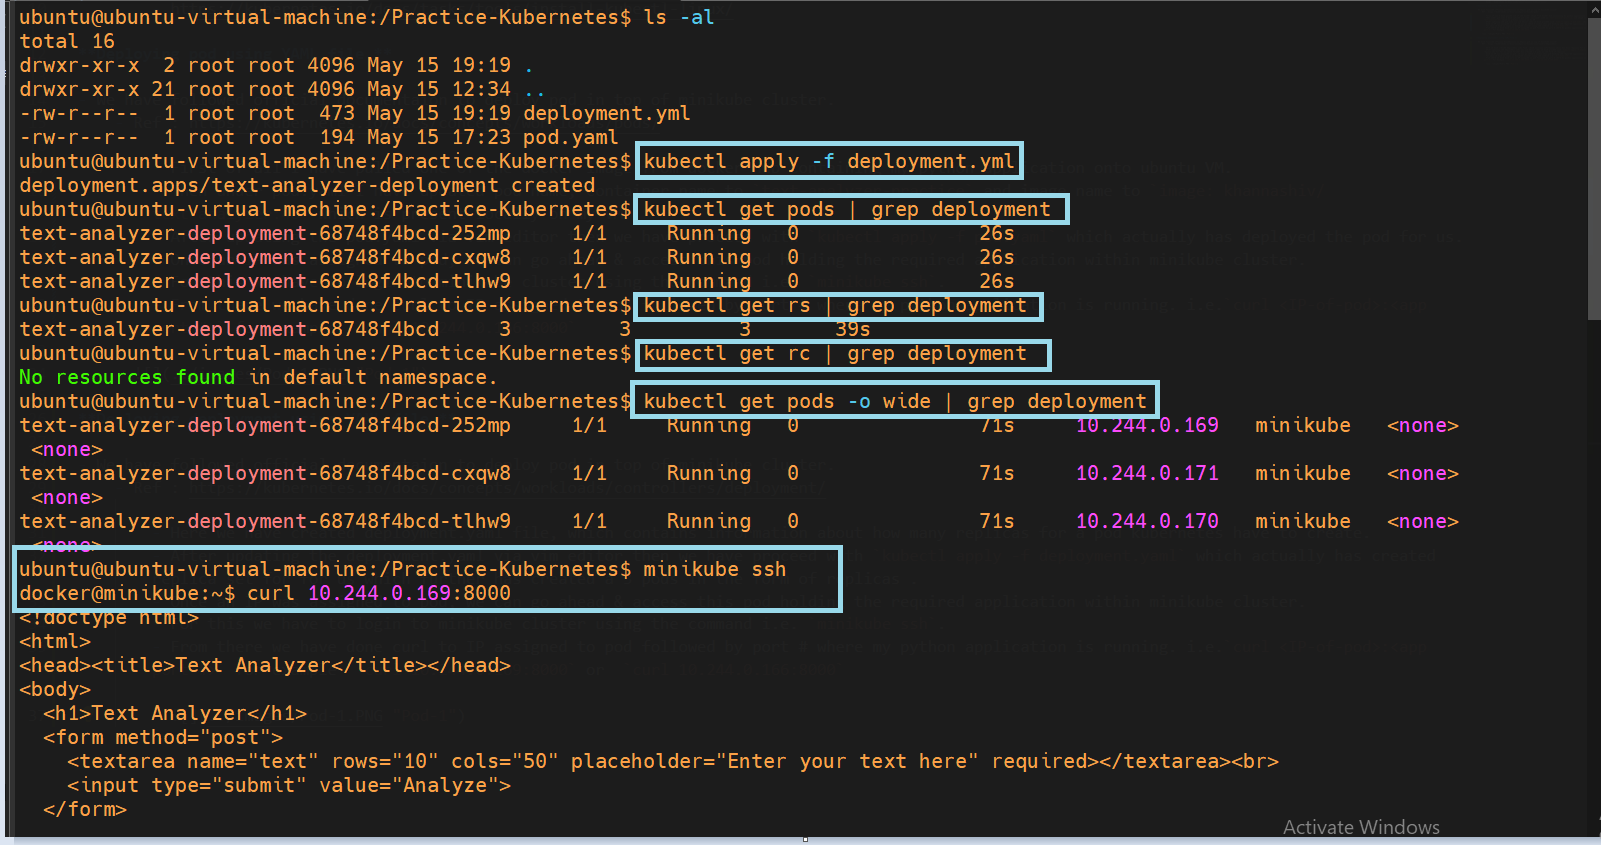 ubuntu@ubuntu-virtual-machine:/Practice-Kubernetes$ ls -al
total 16
drwxr-xr-x  2 root root 4096 May 15 19:19 .
drwxr-xr-x 21 root root 4096 May 15 12:34 ..
-rw-r--r--  1 root root  473 May 15 19:19 deployment.yml
-rw-r--r--  1 root root  194 May 15 17:23 pod.yaml
ubuntu@ubuntu-virtual-machine:/Practice-Kubernetes$ kubectl apply -f deployment.yml
deployment.apps/text-analyzer-deployment created
ubuntu@ubuntu-virtual-machine:/Practice-Kubernetes$ kubectl get pods | grep deployment
text-analyzer-deployment-68748f4bcd-252mp     1/1     Running   0               26s
text-analyzer-deployment-68748f4bcd-cxqw8     1/1     Running   0               26s
text-analyzer-deployment-68748f4bcd-tlhw9     1/1     Running   0               26s
ubuntu@ubuntu-virtual-machine:/Practice-Kubernetes$ kubectl get rs | grep deployment
text-analyzer-deployment-68748f4bcd     3         3         3       39s
ubuntu@ubuntu-virtual-machine:/Practice-Kubernetes$ kubectl get rc | grep deployment
No resources found in default namespace.
ubuntu@ubuntu-virtual-machine:/Practice-Kubernetes$ kubectl get pods -o wide | grep deployment
text-analyzer-deployment-68748f4bcd-252mp     1/1     Running   0               71s     10.244.0.169   minikube   <none>
 <none>
text-analyzer-deployment-68748f4bcd-cxqw8     1/1     Running   0               71s     10.244.0.171   minikube   <none>
 <none>
text-analyzer-deployment-68748f4bcd-tlhw9     1/1     Running   0               71s     10.244.0.170   minikube   <none>
 <none>
ubuntu@ubuntu-virtual-machine:/Practice-Kubernetes$ minikube ssh
docker@minikube:~$ curl 10.244.0.169:8000
<!doctype html>
<html>
<head><title>Text Analyzer</title></head>
<body>
  <h1>Text Analyzer</h1>
  <form method="post">
    <textarea name="text" rows="10" cols="50" placeholder="Enter your text here" required></textarea><br>
    <input type="submit" value="Analyze">
  </form>
Activate Windows